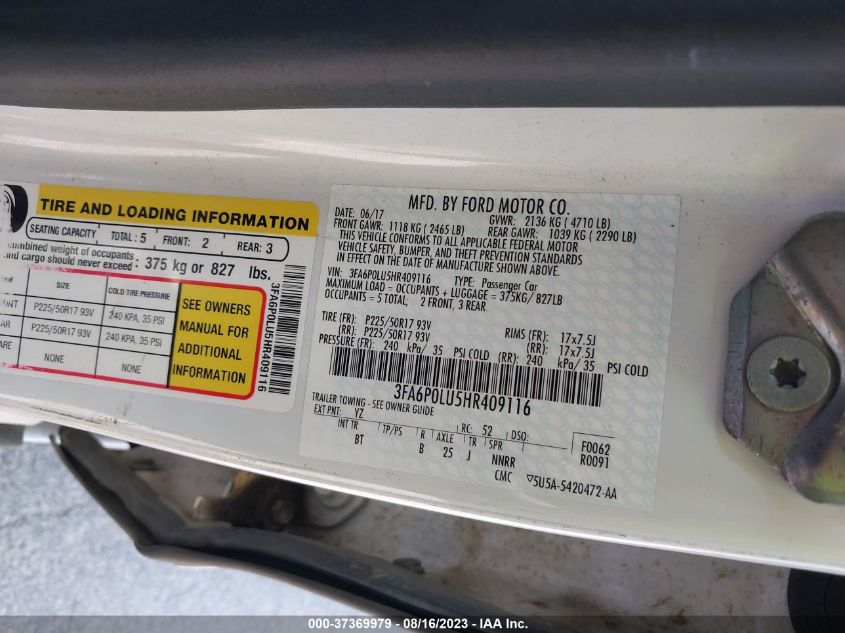 TIRE AND LOADING INFORMATION
SEATING CAPACITY TOTAL: 5 FRONT: 2 REAR: 3
combined weight of occupants
and cargo should never exceed: 375 kg or 827 lbs.
SIZE COLD TIRE PRESSURE
P225/50R17 93V 240 KPA, 35 PSI
P225/50R17 93V 240 KPA, 35 PSI
NONE NONE
SEE OWNERS
MANUAL FOR
ADDITIONAL
INFORMATION
3FA6P0LU5HR409116
MFD. BY FORD MOTOR CO.
DATE: 06/17 GVWR: 2136 KG ( 4710 LB)
FRONT GAWR: 1118 KG ( 2465 LB) REAR GAWR: 1039 KG ( 2290 LB)
THIS VEHICLE CONFORMS TO ALL APPLICABLE FEDERAL MOTOR
VEHICLE SAFETY, BUMPER, AND THEFT PREVENTION STANDARDS
IN EFFECT ON THE DATE OF MANUFACTURE SHOWN ABOVE.
VIN: 3FA6P0LU5HR409116 TYPE: Passenger Car
MAXIMUM LOAD = OCCUPANTS + LUGGAGE = 375KG/ 827LB
OCCUPANTS = 5 TOTAL: 2 FRONT, 3 REAR
TIRE (FR): P225/50R17 93V RIMS (FR): 17x7.5J
(RR): P225/50R17 93V (RR): 17x7.5J
PRESSURE (FR): 240 kPa/ 35 PSI COLD (RR): 240 kPa/ 35 PSI COLD
3FA6P0LU5HR409116
TRAILER TOWING - SEE OWNER GUIDE
EXT PNT: YZ RC: 52 DSO: F0062
INT TR TP/PS R AXLE TR SPR R0091
BT B 25 J NNRR
CMC ▽5U5A-5420472-AA
000-37369979 - 08/16/2023 - IAA Inc.